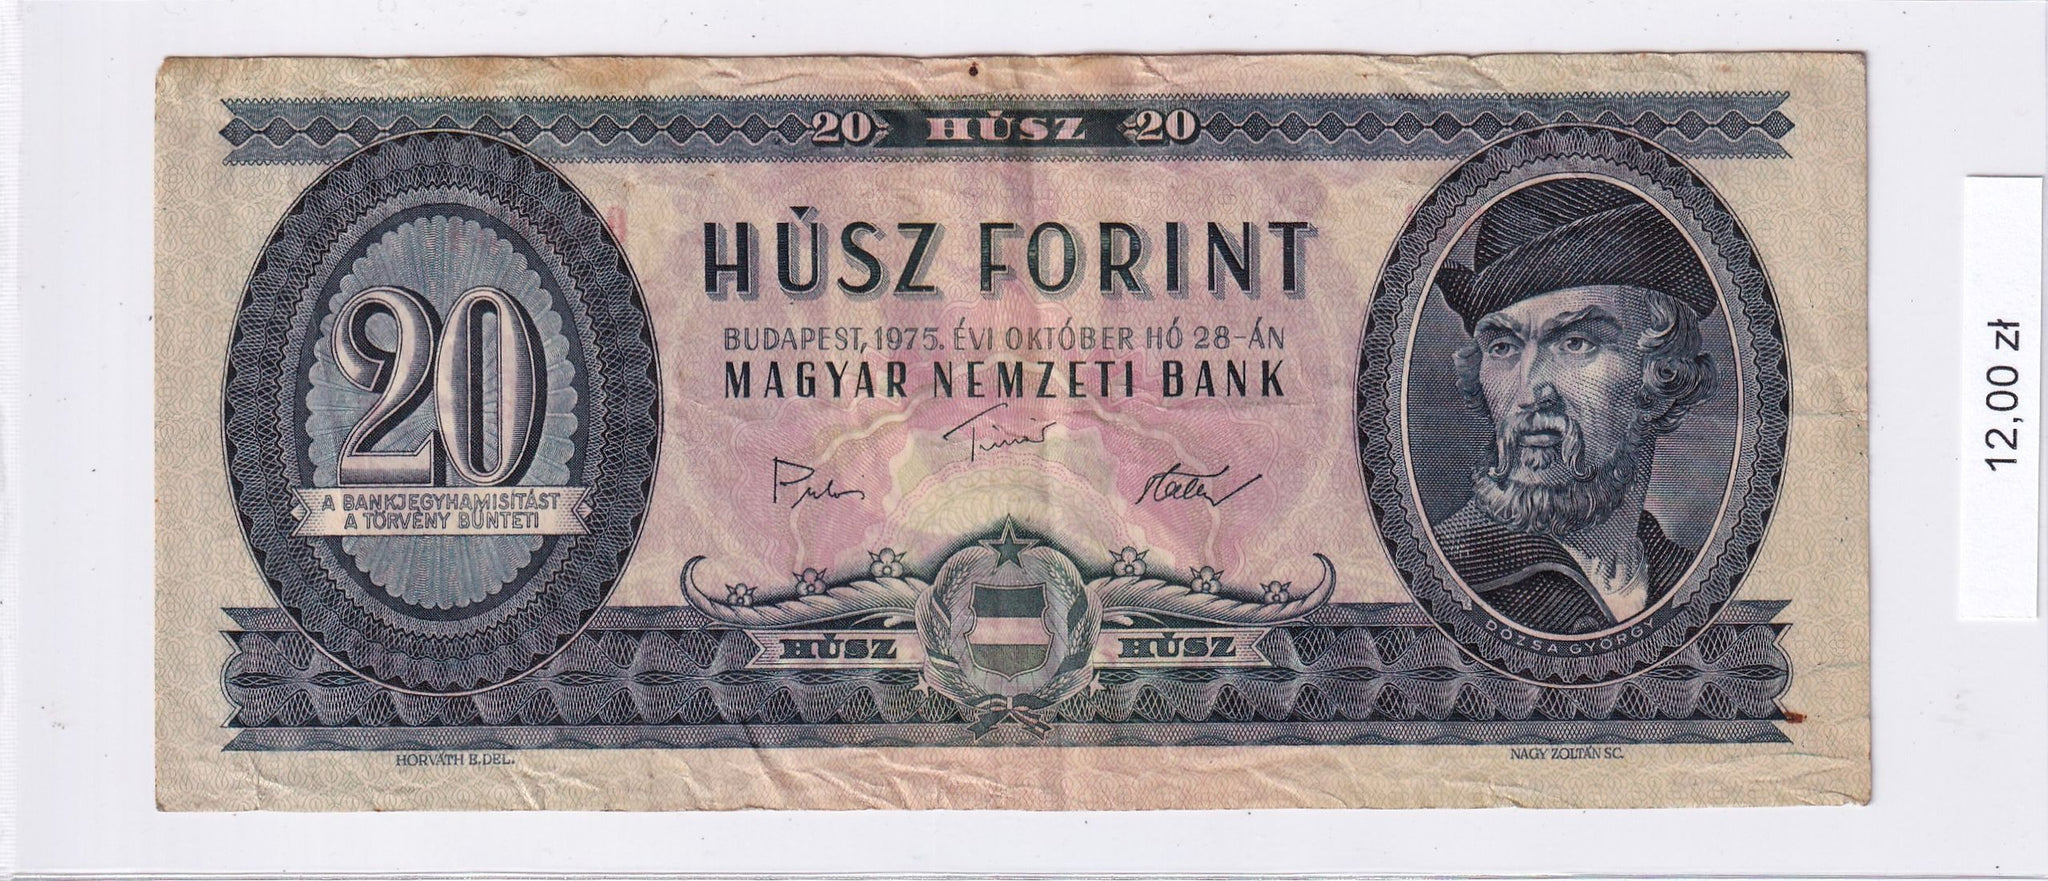 20 HÚSZ 20
HÚSZ FORINT
BUDAPEST, 1975. ÉVI OKTÓBER HÓ 28-ÁN
MAGYAR NEMZETI BANK
20
A BANKJEGYHAMISÍTÁST
A TÖRVÉNY BÜNTETI
HÚSZ HÚSZ
DÓZSA GYÖRGY
HORVÁTH E. DEL.
NAGY ZOLTÁN SC.
12,00 zł